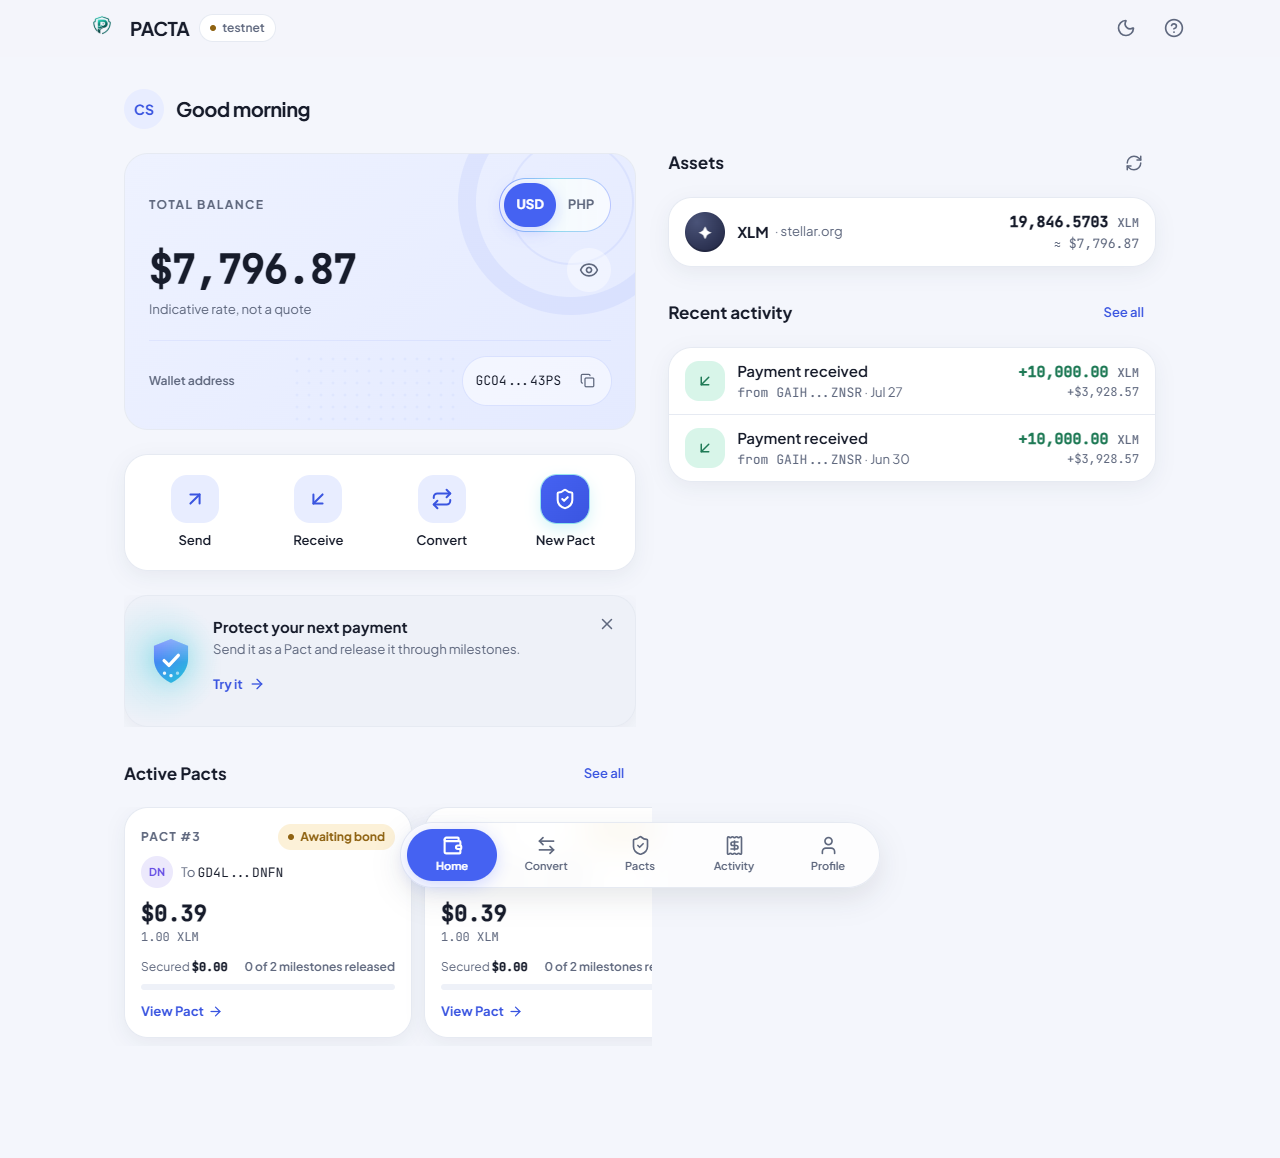 PACTA
testnet
CS
Good morning
TOTAL BALANCE
USD
PHP
$7,796.87
Indicative rate, not a quote
Wallet address
GCO4...43PS
Send
Receive
Convert
New Pact
Protect your next payment
Send it as a Pact and release it through milestones.
Try it →
Active Pacts
See all
PACT #3
Awaiting bond
DN
To GD4L...DNFN
$0.39
1.00 XLM
Secured $0.00
0 of 2 milestones released
View Pact →
$0.39
1.00 XLM
Secured $0.00
0 of 2 milestones re
View Pact →
Assets
XLM · stellar.org
19,846.5703 XLM
≈ $7,796.87
Recent activity
See all
Payment received
from GAIH...ZNSR · Jul 27
+10,000.00 XLM
+$3,928.57
Payment received
from GAIH...ZNSR · Jun 30
+10,000.00 XLM
+$3,928.57
Home
Convert
Pacts
Activity
Profile